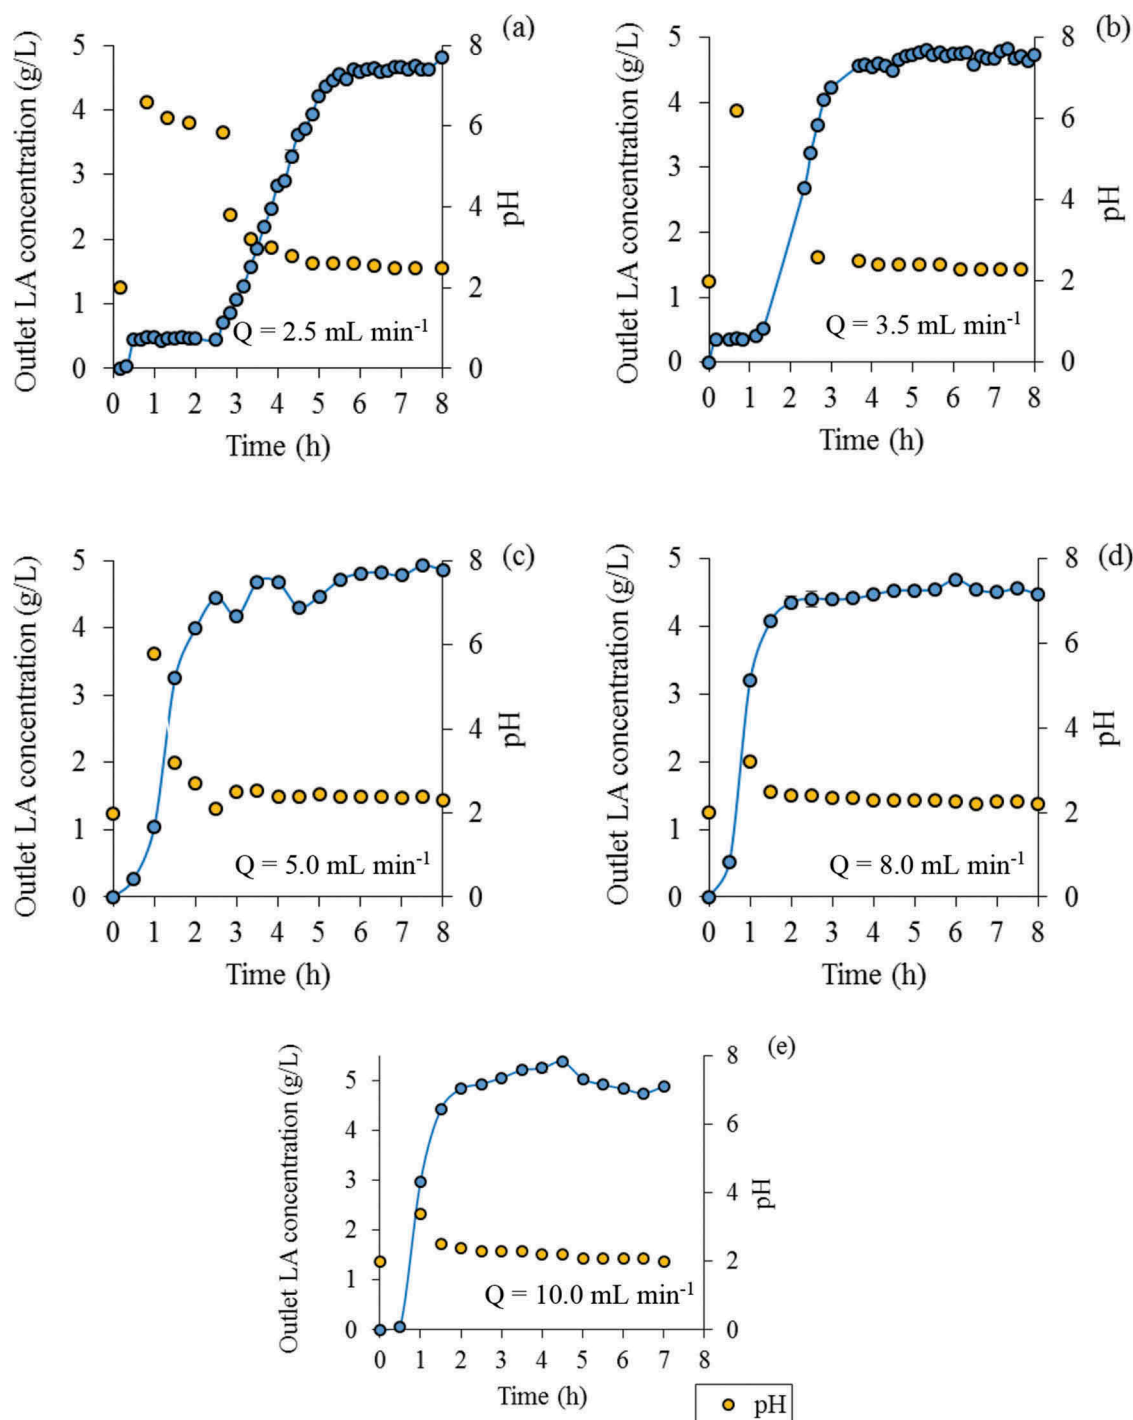 (a)
Outlet LA concentration (g/L)
5
4
3
2
1
0
8
6
4
2
0
pH
Q = 2.5 mL min-1
0 1 2 3 4 5 6 7 8
Time (h)
(b)
Outlet LA concentration (g/L)
5
4
3
2
1
0
8
6
4
2
0
pH
Q = 3.5 mL min-1
0 1 2 3 4 5 6 7 8
Time (h)
(c)
Outlet LA concentration (g/L)
5
4
3
2
1
0
8
6
4
2
0
pH
Q = 5.0 mL min-1
0 1 2 3 4 5 6 7 8
Time (h)
(d)
Outlet LA concentration (g/L)
5
4
3
2
1
0
8
6
4
2
0
pH
Q = 8.0 mL min-1
0 1 2 3 4 5 6 7 8
Time (h)
(e)
Outlet LA concentration (g/L)
5
4
3
2
1
0
8
6
4
2
0
pH
Q = 10.0 mL min-1
0 1 2 3 4 5 6 7 8
Time (h)
pH